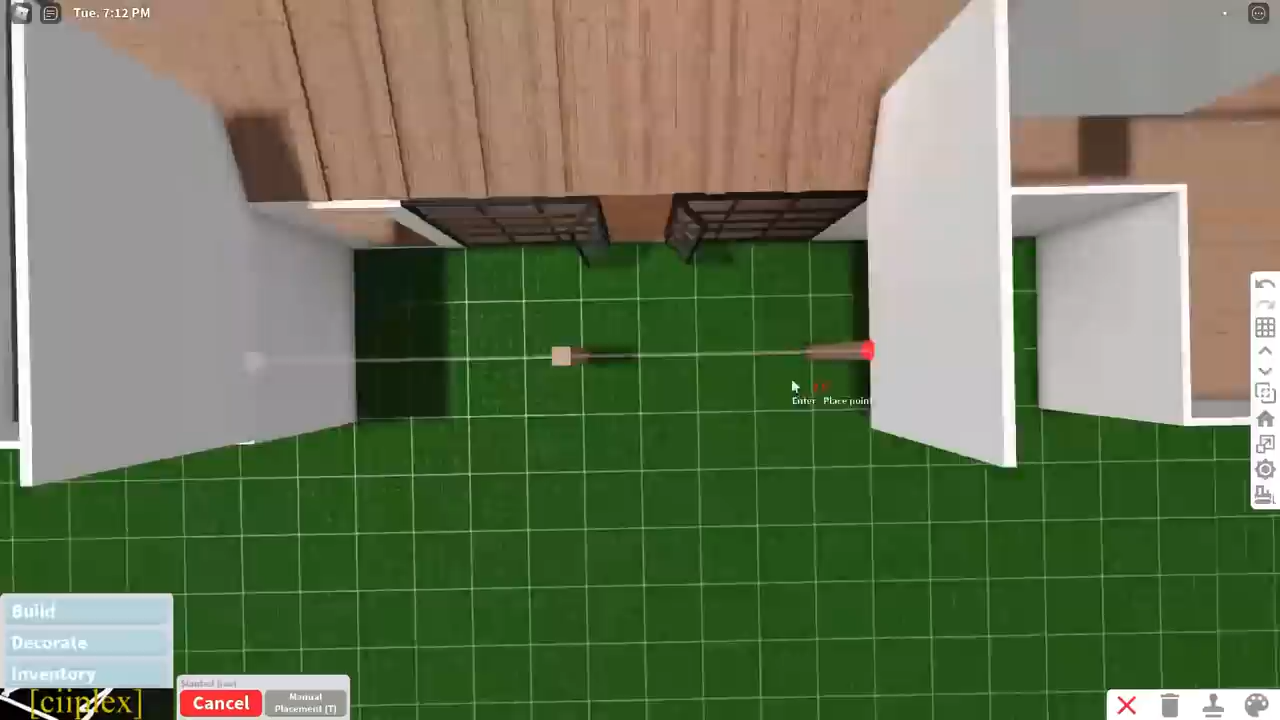 Tue. 7:12 PM
Enter Place point
Build
Decorate
Inventory
Cancel
Manual
Placement (T)
[ciiplex]